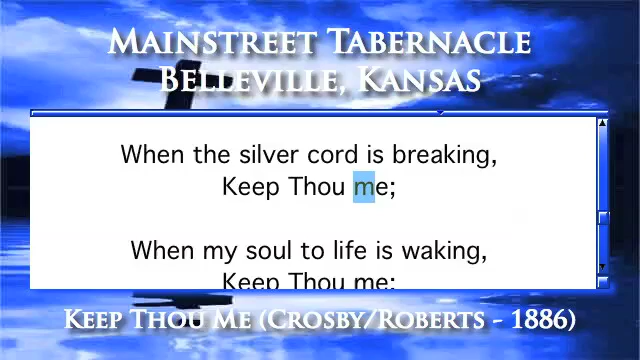 Mainstreet Tabernacle
Belleville, Kansas
When the silver cord is breaking,
Keep Thou me;
When my soul to life is waking,
Keep Thou me;
Keep Thou Me (Crosby/Roberts - 1886)